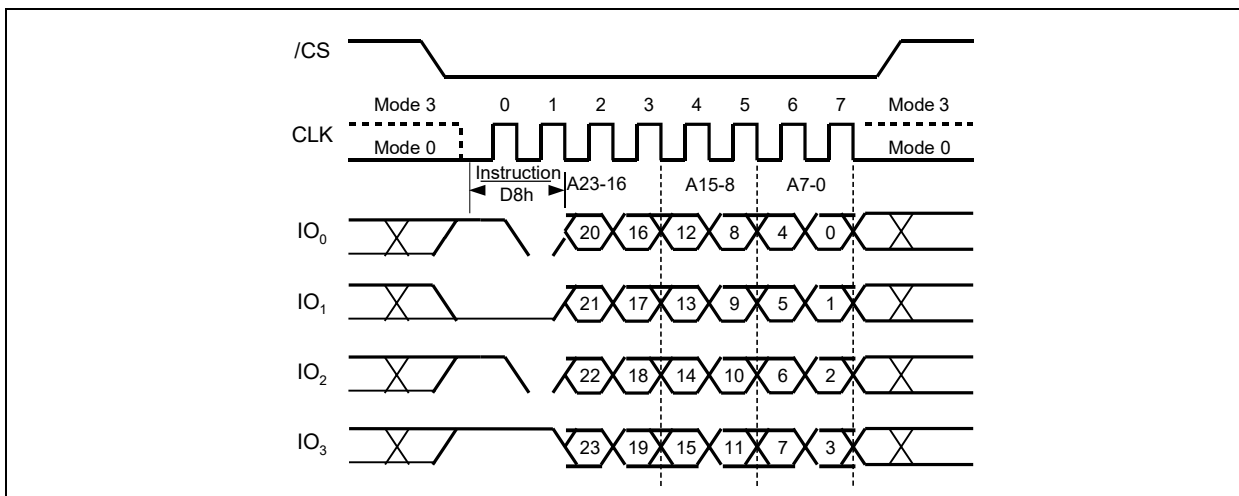 /CS
Mode 3 0 1 2 3 4 5 6 7 Mode 3
CLK
Mode 0 Mode 0
Instruction
D8h
A23-16 A15-8 A7-0
IO0 20 16 12 8 4 0
IO1 21 17 13 9 5 1
IO2 22 18 14 10 6 2
IO3 23 19 15 11 7 3